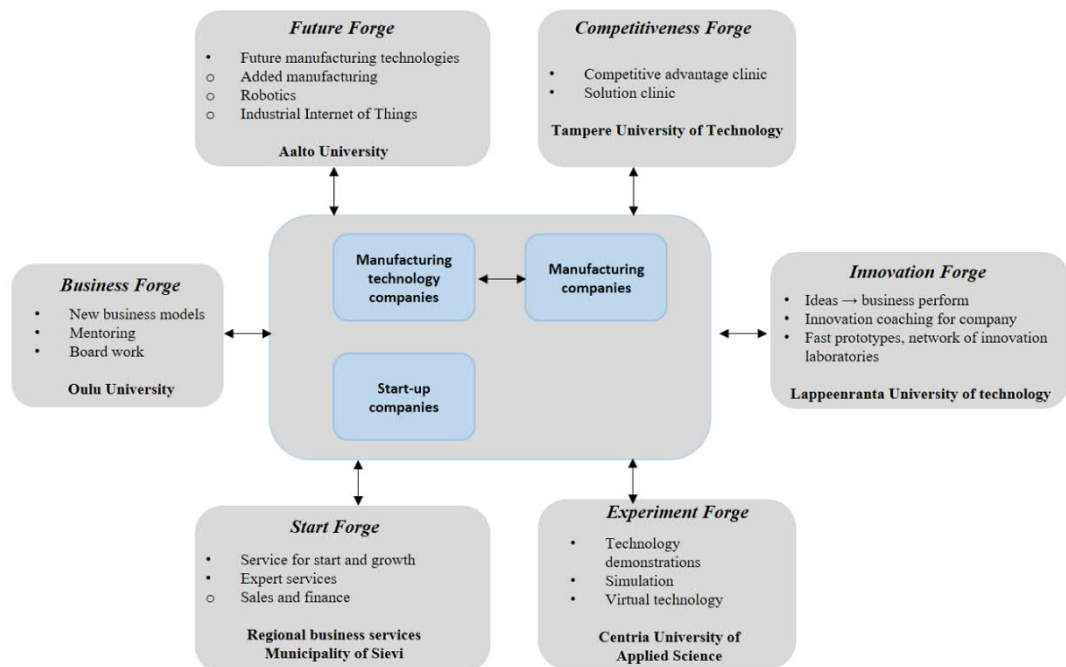 Future Forge
• Future manufacturing technologies
o Added manufacturing
o Robotics
o Industrial Internet of Things
Aalto University
Competitiveness Forge
• Competitive advantage clinic
• Solution clinic
Tampere University of Technology
Business Forge
• New business models
• Mentoring
• Board work
Oulu University
Manufacturing
technology
companies
Manufacturing
companies
Start-up
companies
Innovation Forge
• Ideas → business perform
• Innovation coaching for company
• Fast prototypes, network of innovation
laboratories
Lappeenranta University of technology
Start Forge
• Service for start and growth
• Expert services
o Sales and finance
Regional business services
Municipality of Sievi
Experiment Forge
• Technology
demonstrations
• Simulation
• Virtual technology
Centria University of
Applied Science